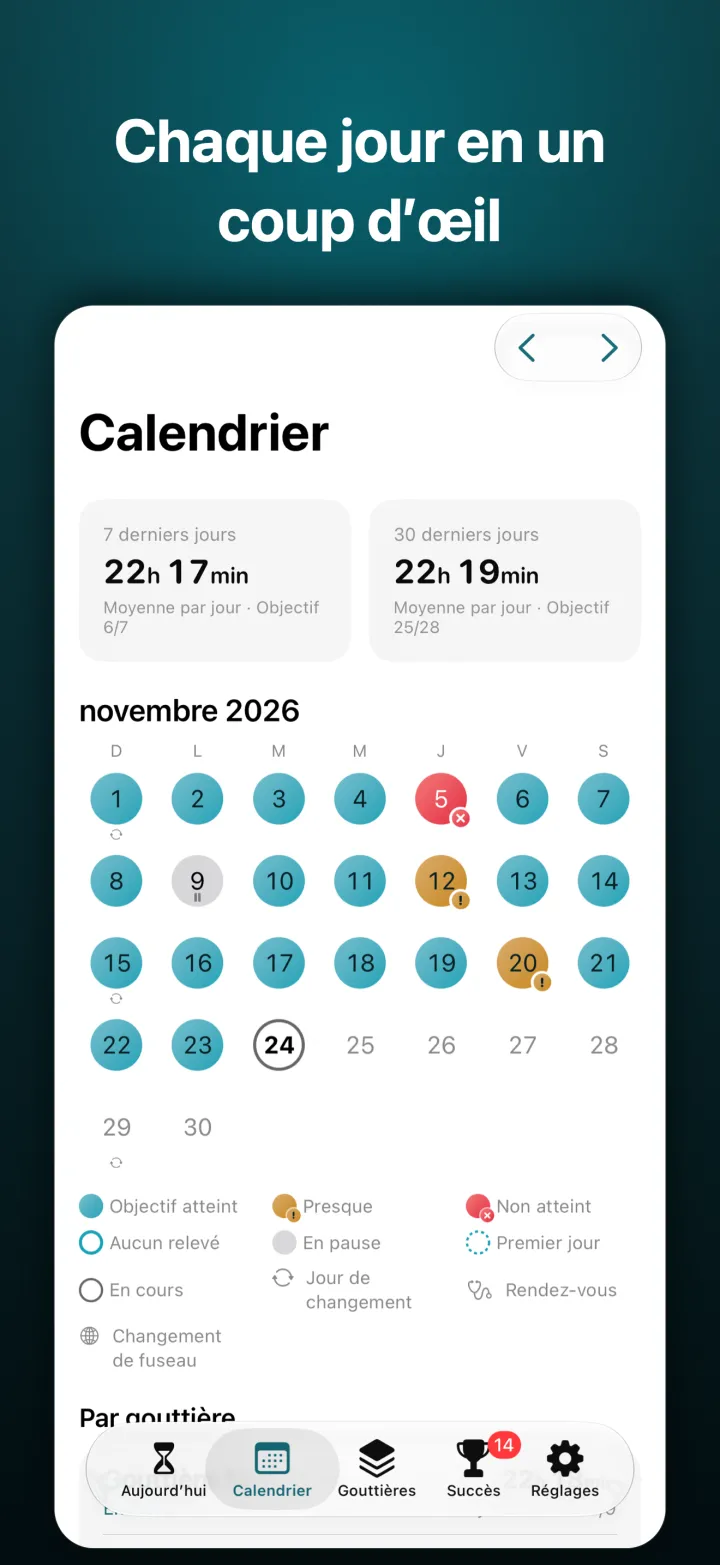 Chaque jour en un
coup d’œil
Calendrier
7 derniers jours
22h 17min
Moyenne par jour · Objectif
6/7
30 derniers jours
22h 19min
Moyenne par jour · Objectif
25/28
novembre 2026
D L M M J V S
1 2 3 4 5 6 7
8 9 10 11 12 13 14
15 16 17 18 19 20 21
22 23 24 25 26 27 28
29 30
Objectif atteint
Presque
Non atteint
Aucun relevé
En pause
Premier jour
En cours
Jour de
changement
Rendez-vous
Changement
de fuseau
Par gouttière
14
Aujourd’hui Calendrier Gouttières Succès Réglages